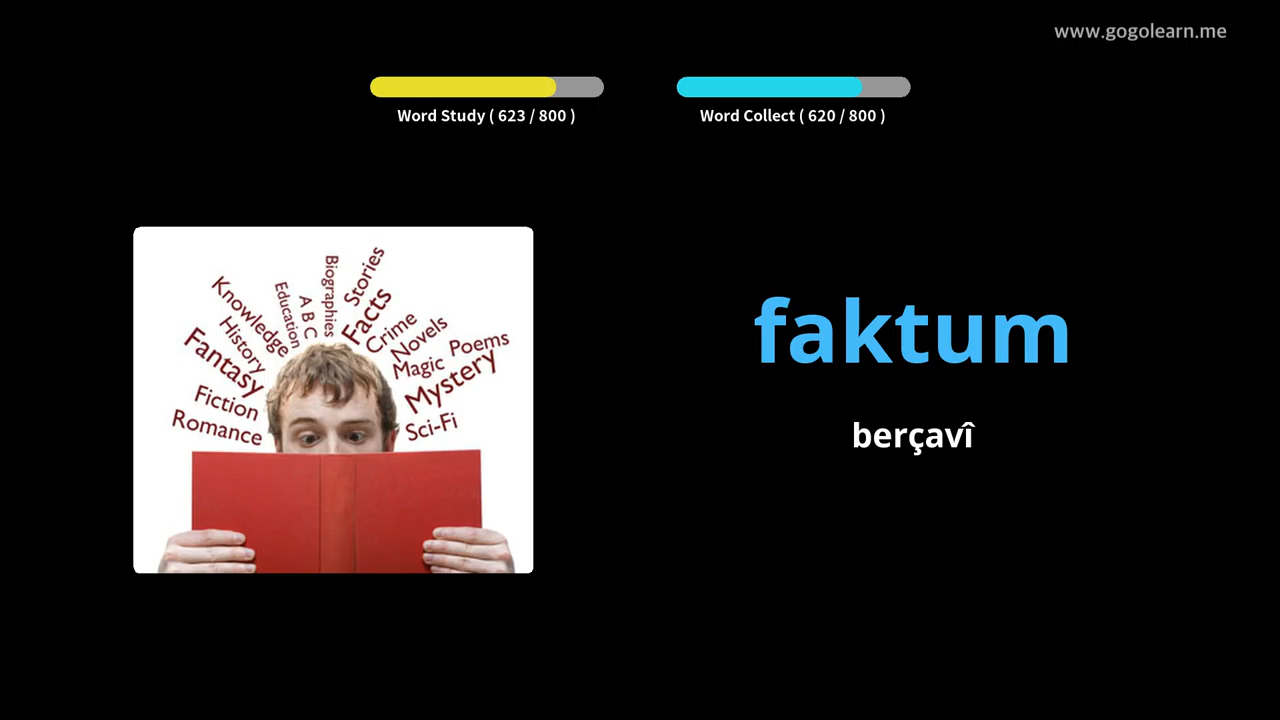 www.gogolearn.me
Word Study ( 623 / 800 )
Word Collect ( 620 / 800 )
Biographies
Stories
Education
A B C
Facts
Knowledge
Crime
History
Novels
Poems
Fantasy
Magic
Mystery
Fiction
Romance
Sci-Fi
faktum
berçavî